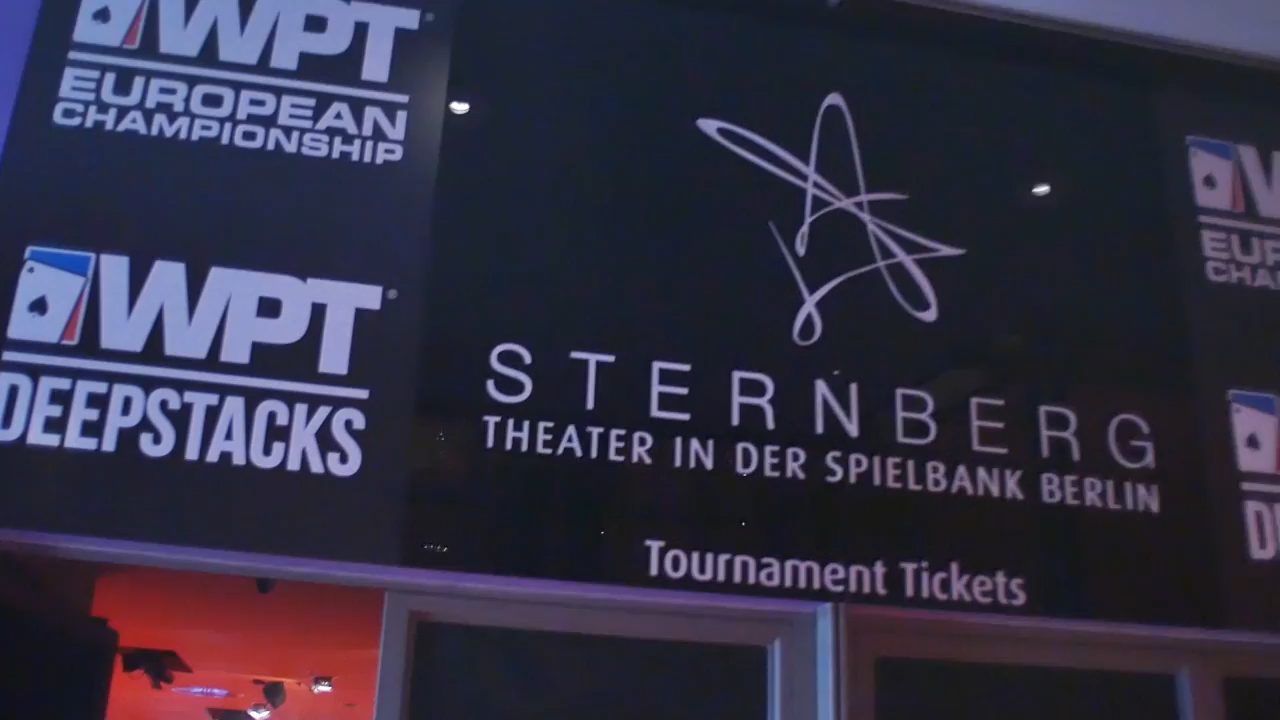 WPT
EUROPEAN
CHAMPIONSHIP
WPT
DEEPSTACKS
STERNBERG
THEATER IN DER SPIELBANK BERLIN
Tournament Tickets